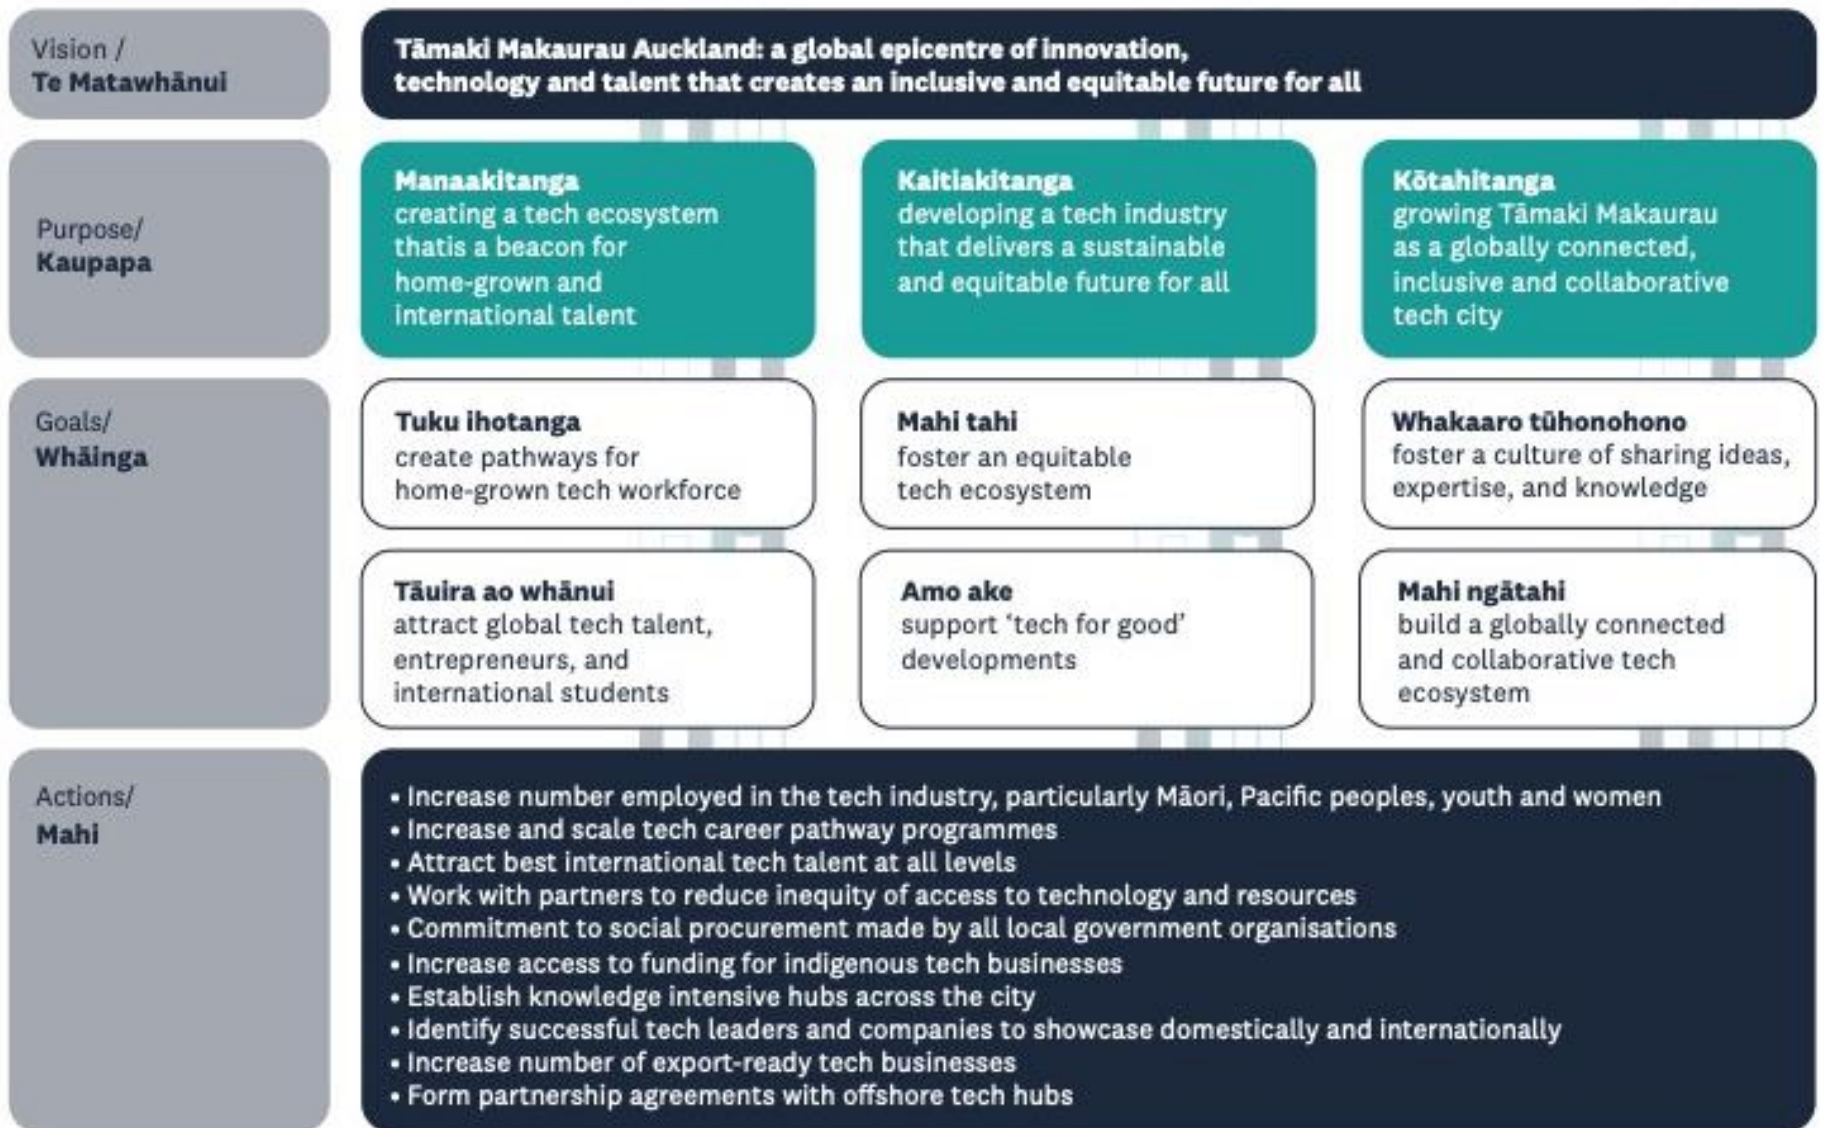 Vision /
Te Matawhānui
Tāmaki Makaurau Auckland: a global epicentre of innovation,
technology and talent that creates an inclusive and equitable future for all
Purpose/
Kaupapa
Manaakitanga
creating a tech ecosystem
thatis a beacon for
home-grown and
international talent
Kaitiakitanga
developing a tech industry
that delivers a sustainable
and equitable future for all
Kōtahitanga
growing Tāmaki Makaurau
as a globally connected,
inclusive and collaborative
tech city
Goals/
Whāinga
Tuku ihotanga
create pathways for
home-grown tech workforce
Mahi tahi
foster an equitable
tech ecosystem
Whakaaro tūhonohono
foster a culture of sharing ideas,
expertise, and knowledge
Tāuira ao whānui
attract global tech talent,
entrepreneurs, and
international students
Amo ake
support ‘tech for good’
developments
Mahi ngātahi
build a globally connected
and collaborative tech
ecosystem
Actions/
Mahi
• Increase number employed in the tech industry, particularly Māori, Pacific peoples, youth and women
• Increase and scale tech career pathway programmes
• Attract best international tech talent at all levels
• Work with partners to reduce inequity of access to technology and resources
• Commitment to social procurement made by all local government organisations
• Increase access to funding for indigenous tech businesses
• Establish knowledge intensive hubs across the city
• Identify successful tech leaders and companies to showcase domestically and internationally
• Increase number of export-ready tech businesses
• Form partnership agreements with offshore tech hubs